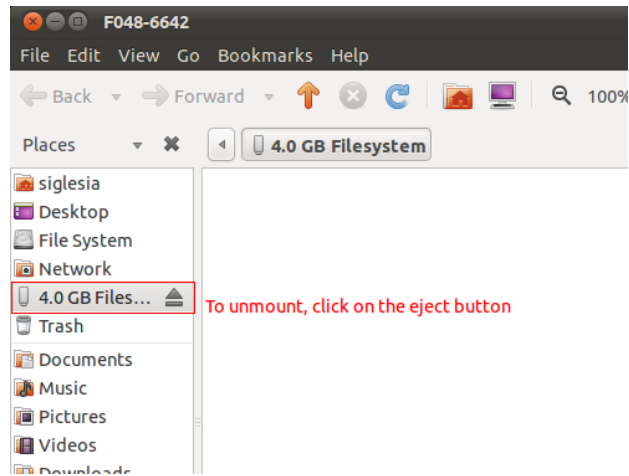 F048-6642
File Edit View Go Bookmarks Help
Back Forward 100%
Places 4.0 GB Filesystem
siglesia
Desktop
File System
Network
4.0 GB Files...
To unmount, click on the eject button
Trash
Documents
Music
Pictures
Videos
Downloads